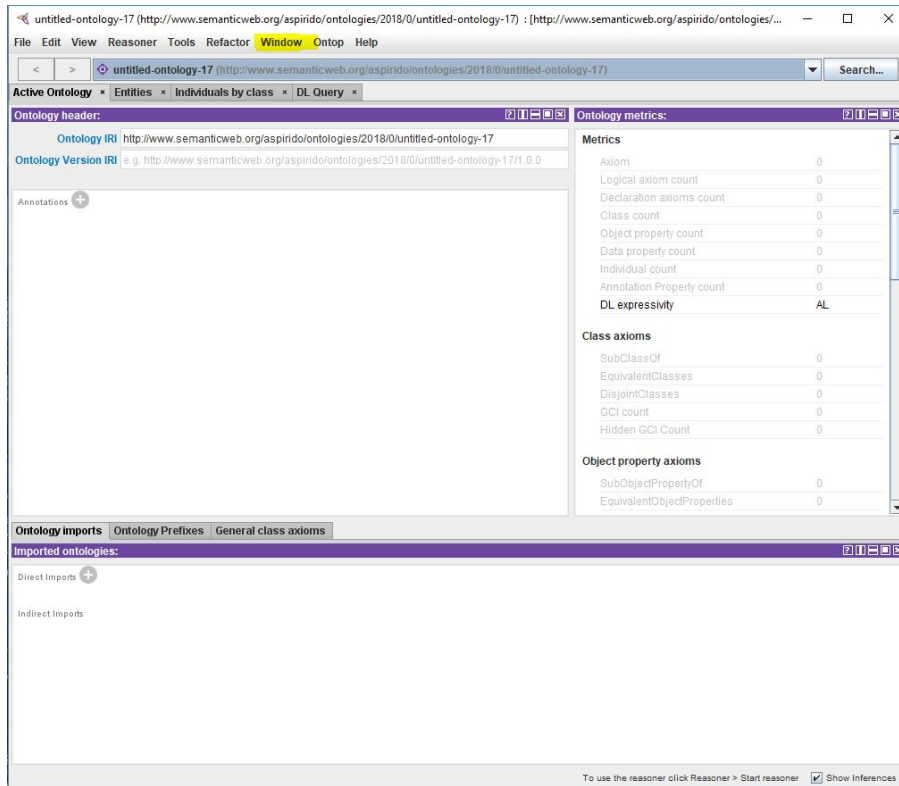 untitled-ontology-17 (http://www.semanticweb.org/aspirido/ontologies/2018/0/untitled-ontology-17) : [http://www.semanticweb.org/aspirido/ontologies/...
File Edit View Reasoner Tools Refactor Window Ontop Help
< > untitled-ontology-17 (http://www.semanticweb.org/aspirido/ontologies/2018/0/untitled-ontology-17) Search...
Active Ontology × Entities × Individuals by class × DL Query ×
Ontology header:
Ontology IRI http://www.semanticweb.org/aspirido/ontologies/2018/0/untitled-ontology-17
Ontology Version IRI e.g. http://www.semanticweb.org/aspirido/ontologies/2018/0/untitled-ontology-17/1.0.0
Annotations
Ontology metrics:
Metrics
Axiom 0
Logical axiom count 0
Declaration axioms count 0
Class count 0
Object property count 0
Data property count 0
Individual count 0
Annotation Property count 0
DL expressivity AL
Class axioms
SubClassOf 0
EquivalentClasses 0
DisjointClasses 0
GCI count 0
Hidden GCI Count 0
Object property axioms
SubObjectPropertyOf 0
EquivalentObjectProperties 0
Ontology imports Ontology Prefixes General class axioms
Imported ontologies:
Direct Imports
Indirect Imports
To use the reasoner click Reasoner > Start reasoner Show Inferences